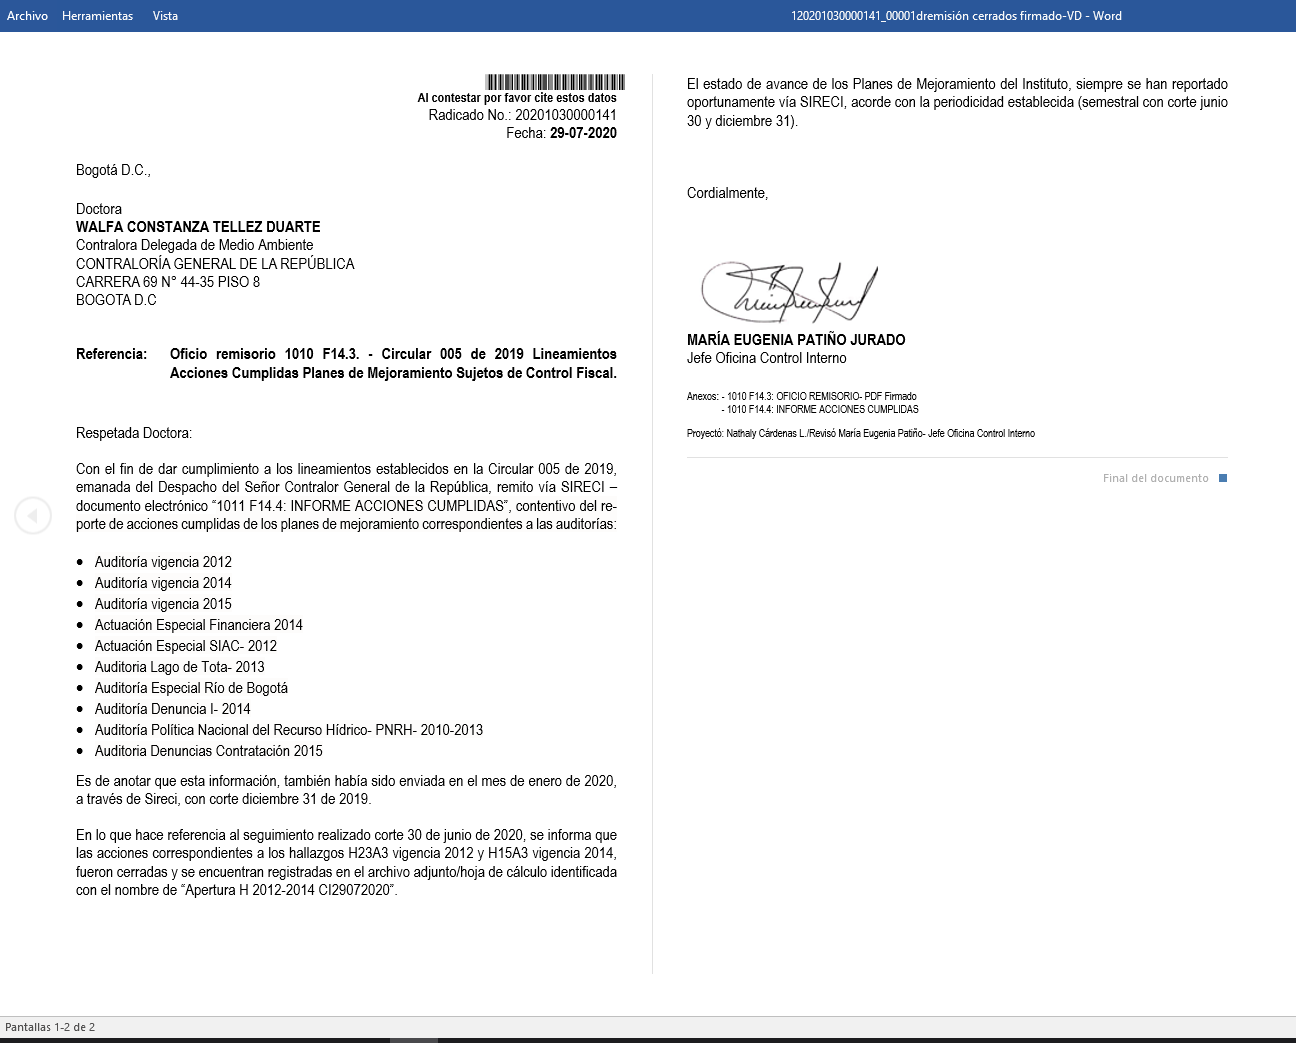 Archivo Herramientas Vista 120201030000141_00001dremisión cerrados firmado-VD - Word
Al contestar por favor cite estos datos
Radicado No.: 20201030000141
Fecha: 29-07-2020
Bogotá D.C.,
Doctora
WALFA CONSTANZA TELLEZ DUARTE
Contralora Delegada de Medio Ambiente
CONTRALORÍA GENERAL DE LA REPÚBLICA
CARRERA 69 N° 44-35 PISO 8
BOGOTA D.C
Referencia: Oficio remisorio 1010 F14.3. - Circular 005 de 2019 Lineamientos
Acciones Cumplidas Planes de Mejoramiento Sujetos de Control Fiscal.
Respetada Doctora:
Con el fin de dar cumplimiento a los lineamientos establecidos en la Circular 005 de 2019,
emanada del Despacho del Señor Contralor General de la República, remito vía SIRECI –
documento electrónico “1011 F14.4: INFORME ACCIONES CUMPLIDAS”, contentivo del re-
porte de acciones cumplidas de los planes de mejoramiento correspondientes a las auditorías:
• Auditoría vigencia 2012
• Auditoría vigencia 2014
• Auditoría vigencia 2015
• Actuación Especial Financiera 2014
• Actuación Especial SIAC- 2012
• Auditoria Lago de Tota- 2013
• Auditoría Especial Río de Bogotá
• Auditoría Denuncia I- 2014
• Auditoría Política Nacional del Recurso Hídrico- PNRH- 2010-2013
• Auditoria Denuncias Contratación 2015
Es de anotar que esta información, también había sido enviada en el mes de enero de 2020,
a través de Sireci, con corte diciembre 31 de 2019.
En lo que hace referencia al seguimiento realizado corte 30 de junio de 2020, se informa que
las acciones correspondientes a los hallazgos H23A3 vigencia 2012 y H15A3 vigencia 2014,
fueron cerradas y se encuentran registradas en el archivo adjunto/hoja de cálculo identificada
con el nombre de “Apertura H 2012-2014 CI29072020”.
El estado de avance de los Planes de Mejoramiento del Instituto, siempre se han reportado
oportunamente vía SIRECI, acorde con la periodicidad establecida (semestral con corte junio
30 y diciembre 31).
Cordialmente,
MARÍA EUGENIA PATIÑO JURADO
Jefe Oficina Control Interno
Anexos: - 1010 F14.3: OFICIO REMISORIO- PDF Firmado
- 1010 F14.4: INFORME ACCIONES CUMPLIDAS
Proyectó: Nathaly Cárdenas L./Revisó María Eugenia Patiño- Jefe Oficina Control Interno
Final del documento
Pantallas 1-2 de 2